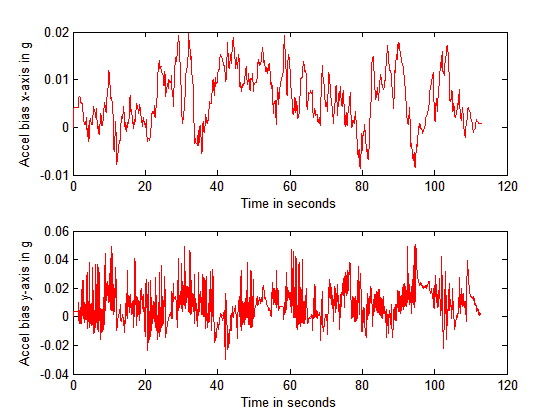 0.02
0.01
0
-0.01
Accel bias x-axis in g
0 20 40 60 80 100 120
Time in seconds
0.06
0.04
0.02
0
-0.02
-0.04
Accel bias y-axis in g
0 20 40 60 80 100 120
Time in seconds